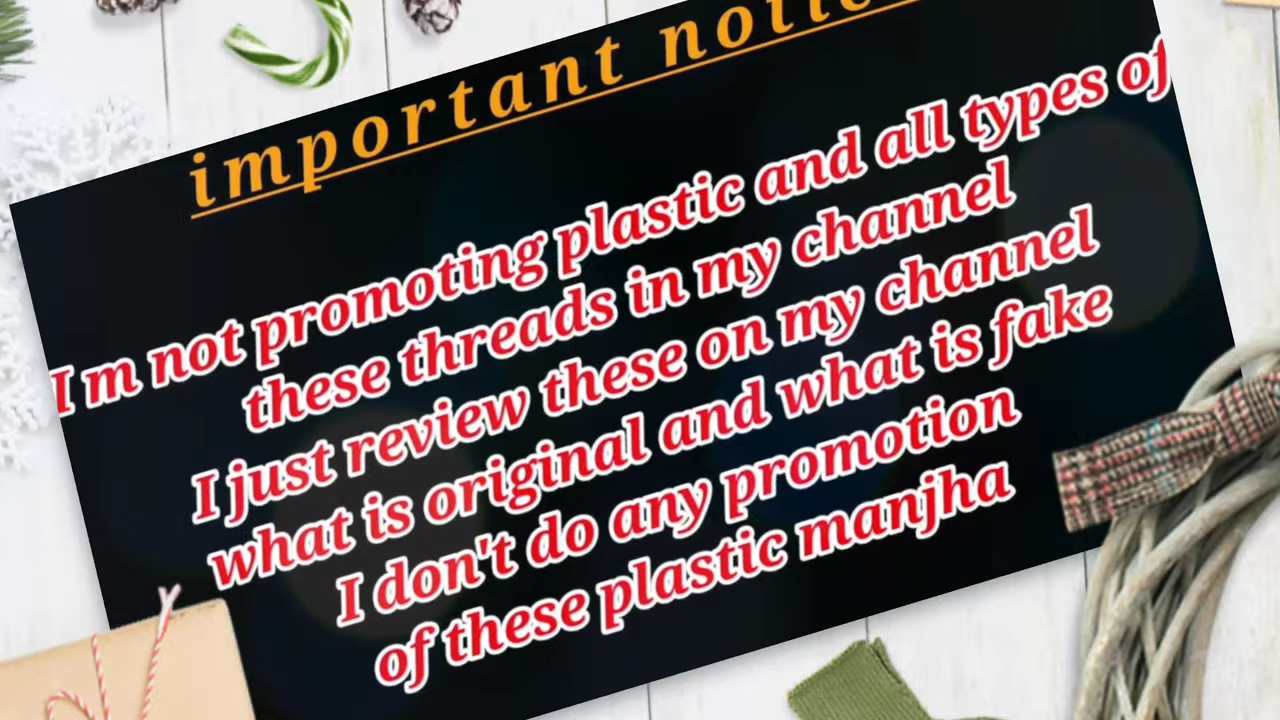 important notice
I m not promoting plastic and all types of
these threads in my channel
I just review these on my channel
what is original and what is fake
I don't do any promotion
of these plastic manjha